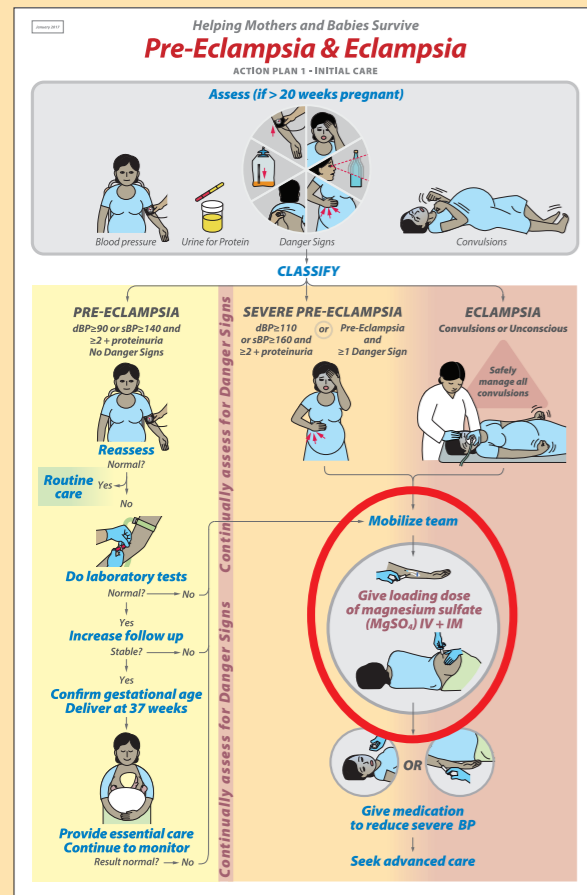 January 2017
Helping Mothers and Babies Survive
Pre-Eclampsia & Eclampsia
ACTION PLAN 1 - INITIAL CARE
Assess (if > 20 weeks pregnant)
Blood pressure
Urine for Protein
Danger Signs
Convulsions
CLASSIFY
PRE-ECLAMPSIA
dBP≥90 or sBP≥140 and
≥2 + proteinuria
No Danger Signs
Reassess
Normal?
Routine
care
Yes
No
Do laboratory tests
Normal?
No
Yes
Increase follow up
Stable?
No
Yes
Confirm gestational age
Deliver at 37 weeks
Provide essential care
Continue to monitor
Result normal?
No
Continually assess for Danger Signs
Continually assess for Danger Signs
SEVERE PRE-ECLAMPSIA
dBP≥110
or sBP≥160 and
≥2 + proteinuria
or
Pre-Eclampsia
and
≥1 Danger Sign
ECLAMPSIA
Convulsions or Unconscious
Safely
manage all
convulsions
Mobilize team
Give loading dose
of magnesium sulfate
(MgSO₄) IV + IM
OR
Give medication
to reduce severe BP
Seek advanced care